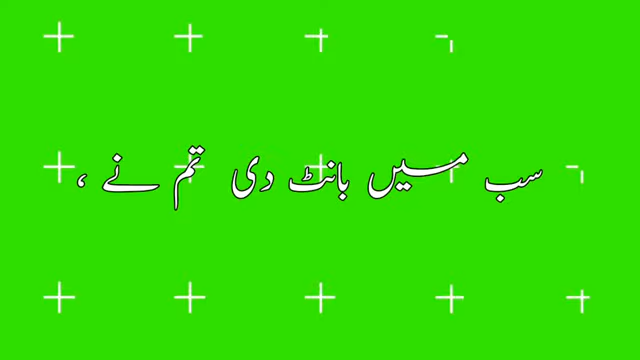 سب میں بانٹ دی تم نے ،